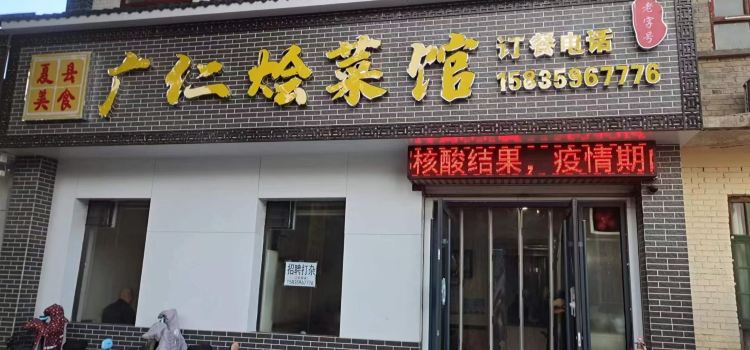 夏县
美食
广仁烩菜馆
订餐电话
15835967776
老字号
核酸结果，疫情期
招聘打杂
15835967776